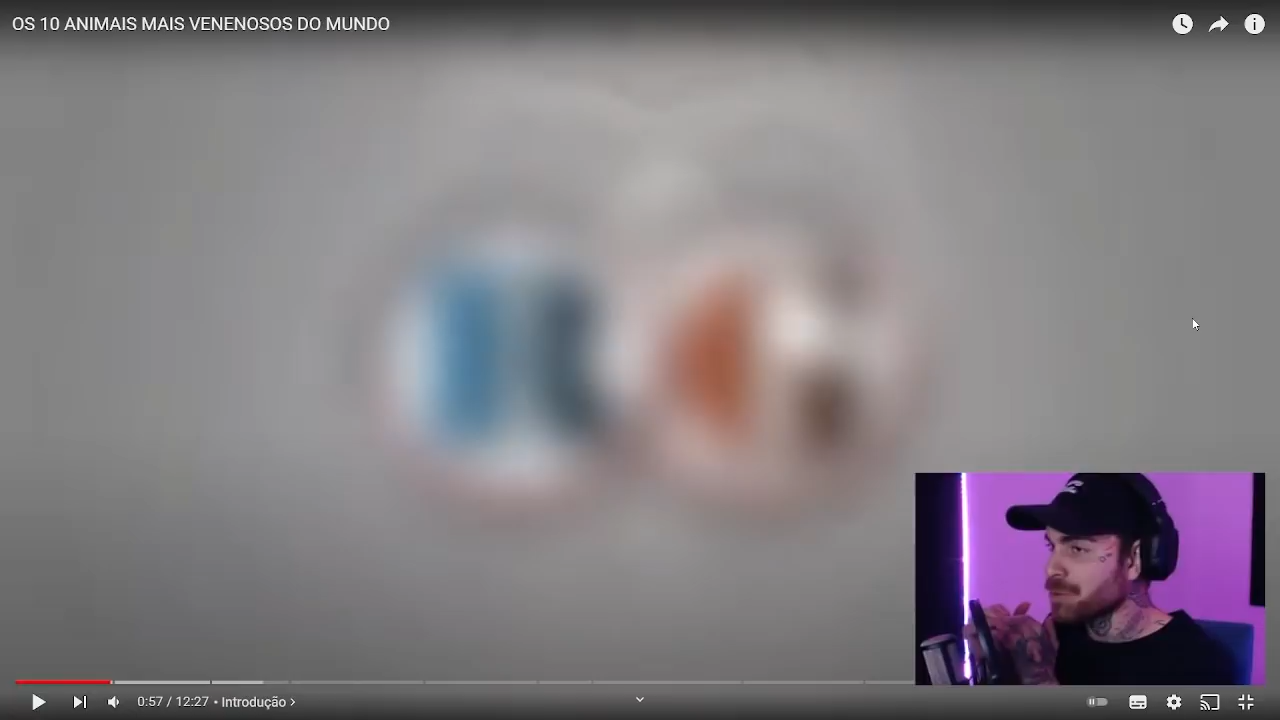 OS 10 ANIMAIS MAIS VENENOSOS DO MUNDO
0:57 / 12:27 • Introdução